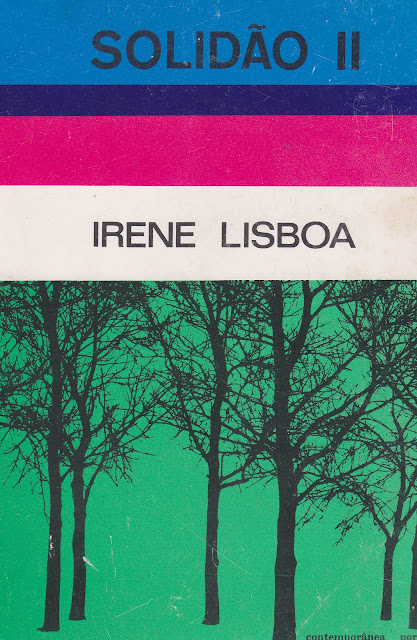 SOLIDÃO II
IRENE LISBOA
contemporânea